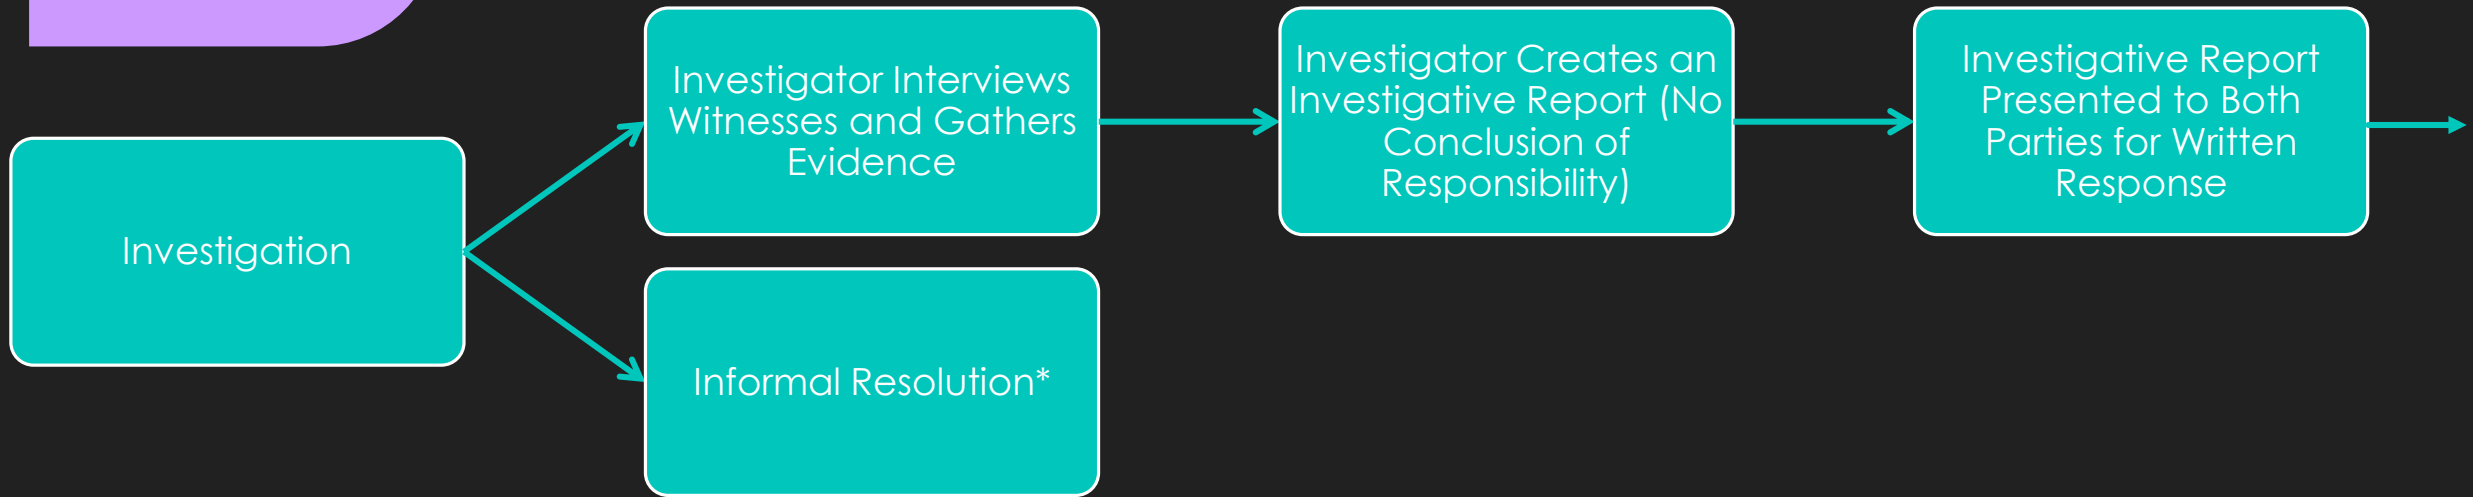 Investigation
Investigator Interviews
Witnesses and Gathers
Evidence
Informal Resolution*
Investigator Creates an
Investigative Report (No
Conclusion of
Responsibility)
Investigative Report
Presented to Both
Parties for Written
Response